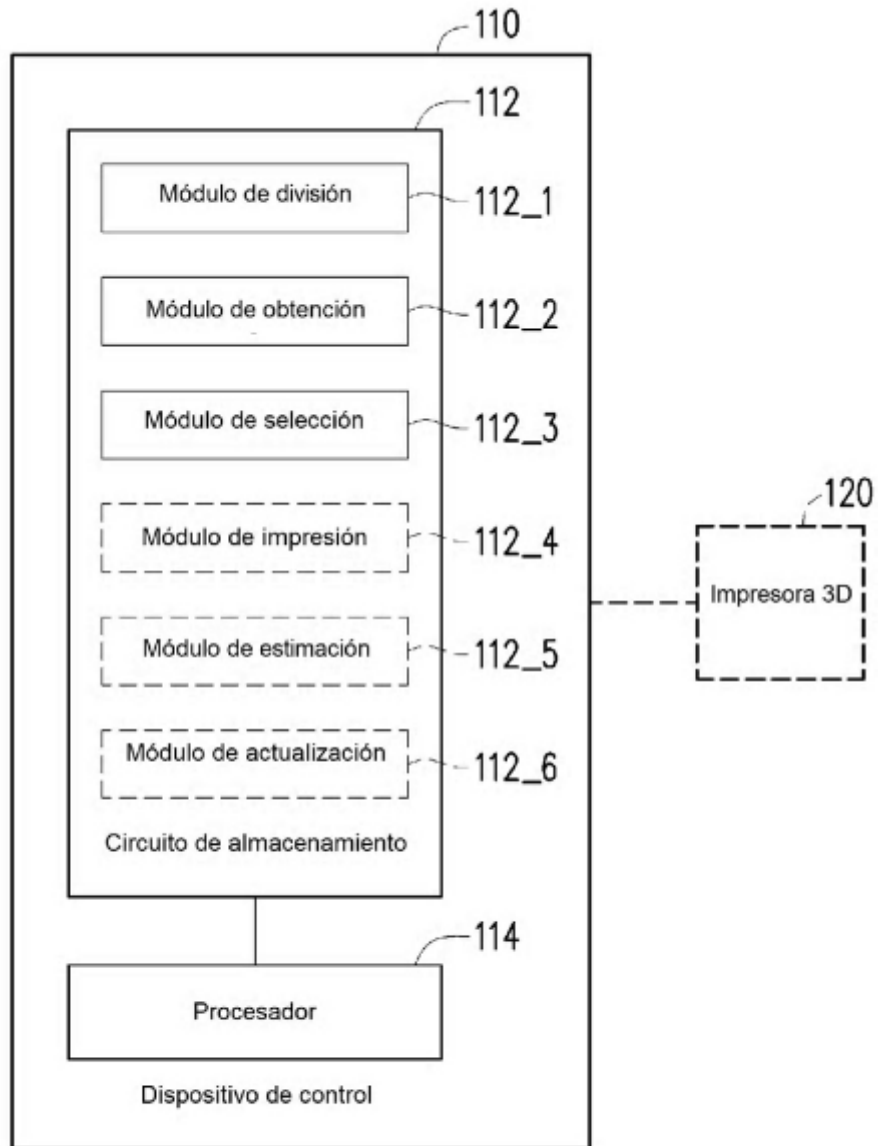 110
112
Módulo de división
112_1
Módulo de obtención
112_2
Módulo de selección
112_3
Módulo de impresión
112_4
120
Impresora 3D
Módulo de estimación
112_5
Módulo de actualización
112_6
Circuito de almacenamiento
114
Procesador
Dispositivo de control